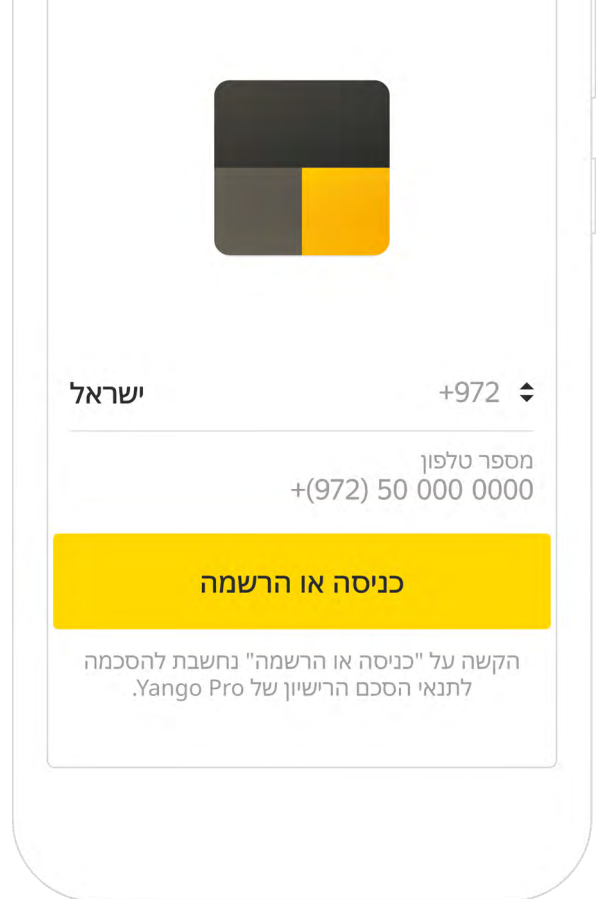 ישראל +972
מספר טלפון
+(972) 50 000 0000
כניסה או הרשמה
הקשה על "כניסה או הרשמה" נחשבת להסכמה
לתנאי הסכם הרישיון של Yango Pro.